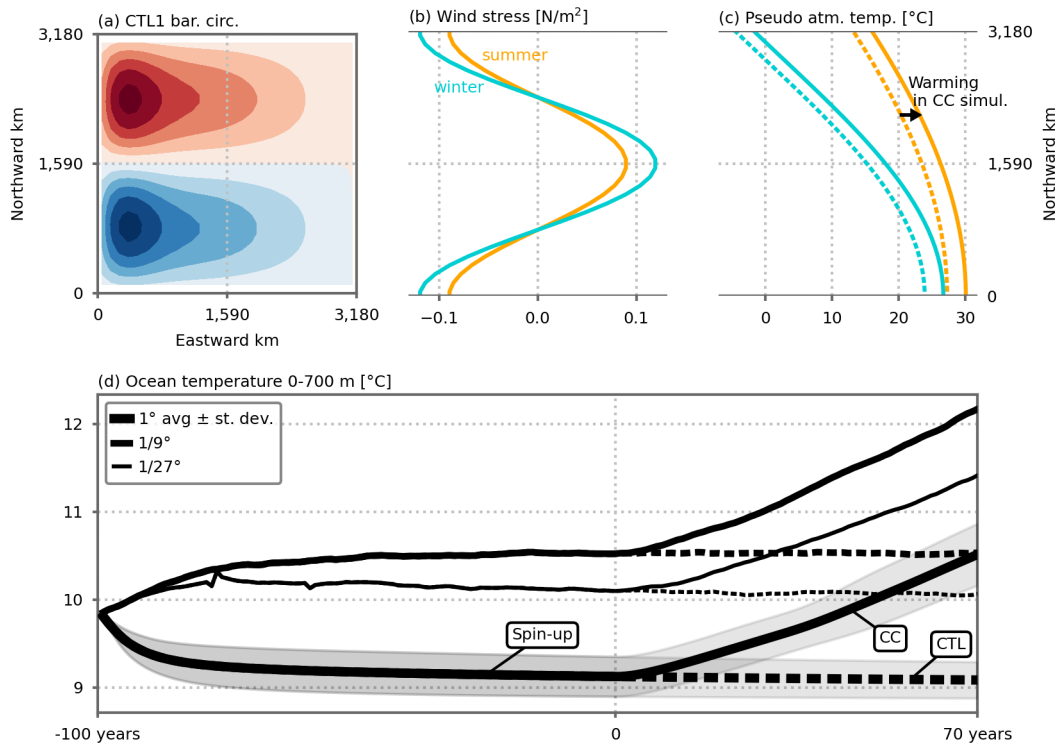 (a) CTL1 bar. circ.
3,180
1,590
0
Northward km
0
1,590
3,180
Eastward km
(b) Wind stress [N/m²]
summer
winter
−0.1
0.0
0.1
(c) Pseudo atm. temp. [°C]
Warming
in CC simul.
3,180
1,590
0
Northward km
0
10
20
30
(d) Ocean temperature 0-700 m [°C]
1° avg ± st. dev.
1/9°
1/27°
12
11
10
9
Spin-up
CC
CTL
-100 years
0
70 years